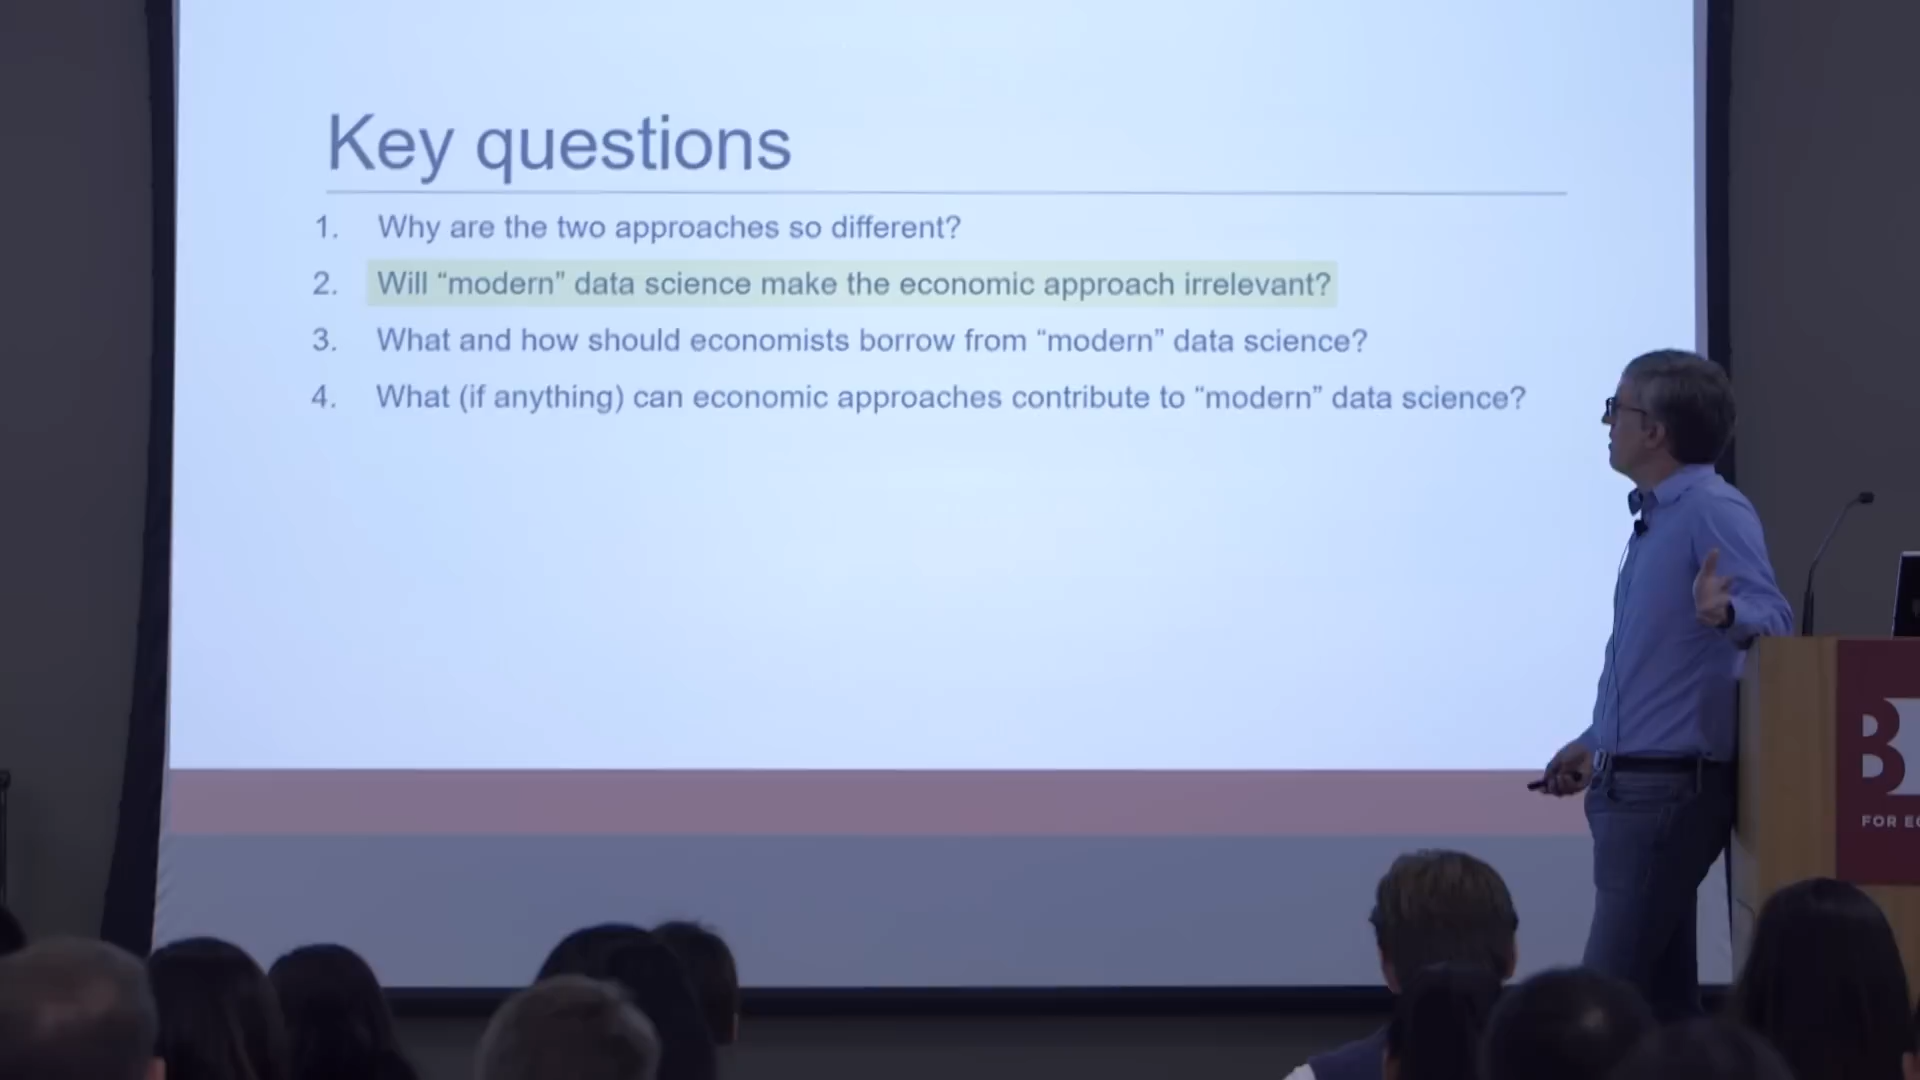 Key questions
1. Why are the two approaches so different?
2. Will “modern” data science make the economic approach irrelevant?
3. What and how should economists borrow from “modern” data science?
4. What (if anything) can economic approaches contribute to “modern” data science?
B
FOR